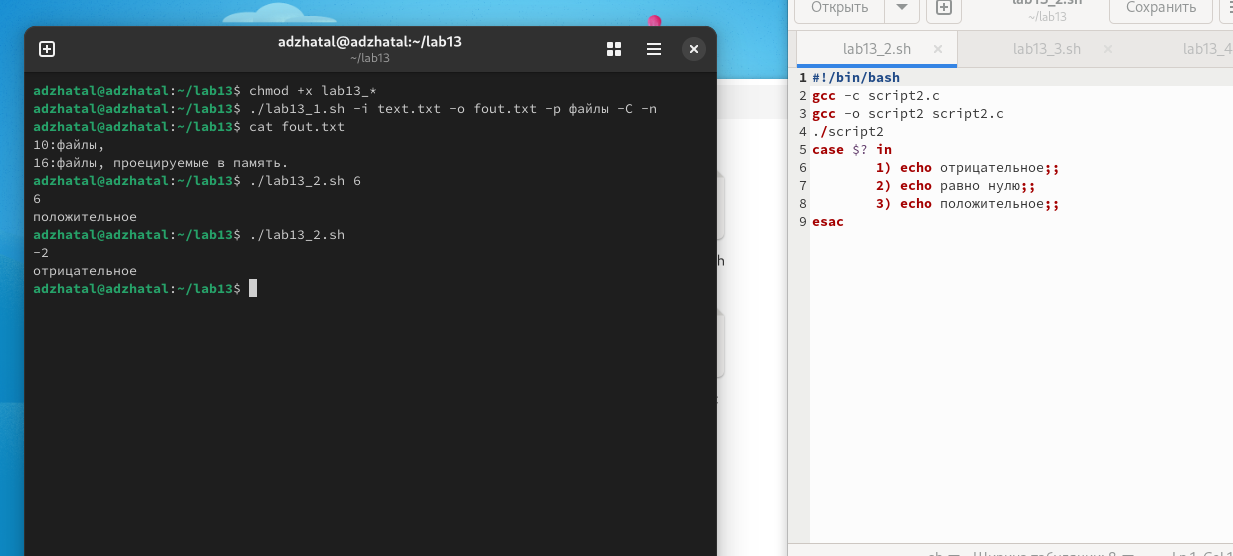 adzhatal@adzhatal:~/lab13
~/lab13
adzhatal@adzhatal:~/lab13$ chmod +x lab13_*
adzhatal@adzhatal:~/lab13$ ./lab13_1.sh -i text.txt -o fout.txt -p файлы -C -n
adzhatal@adzhatal:~/lab13$ cat fout.txt
10:файлы,
16:файлы, проецируемые в память.
adzhatal@adzhatal:~/lab13$ ./lab13_2.sh 6
6
положительное
adzhatal@adzhatal:~/lab13$ ./lab13_2.sh
-2
отрицательное
adzhatal@adzhatal:~/lab13$
h
Открыть
lab13_2.sh
~/lab13
Сохранить
lab13_2.sh × lab13_3.sh × lab13_4
1 #!/bin/bash
2 gcc -c script2.c
3 gcc -o script2 script2.c
4 ./script2
5 case $? in
6 1) echo отрицательное;;
7 2) echo равно нулю;;
8 3) echo положительное;;
9 esac